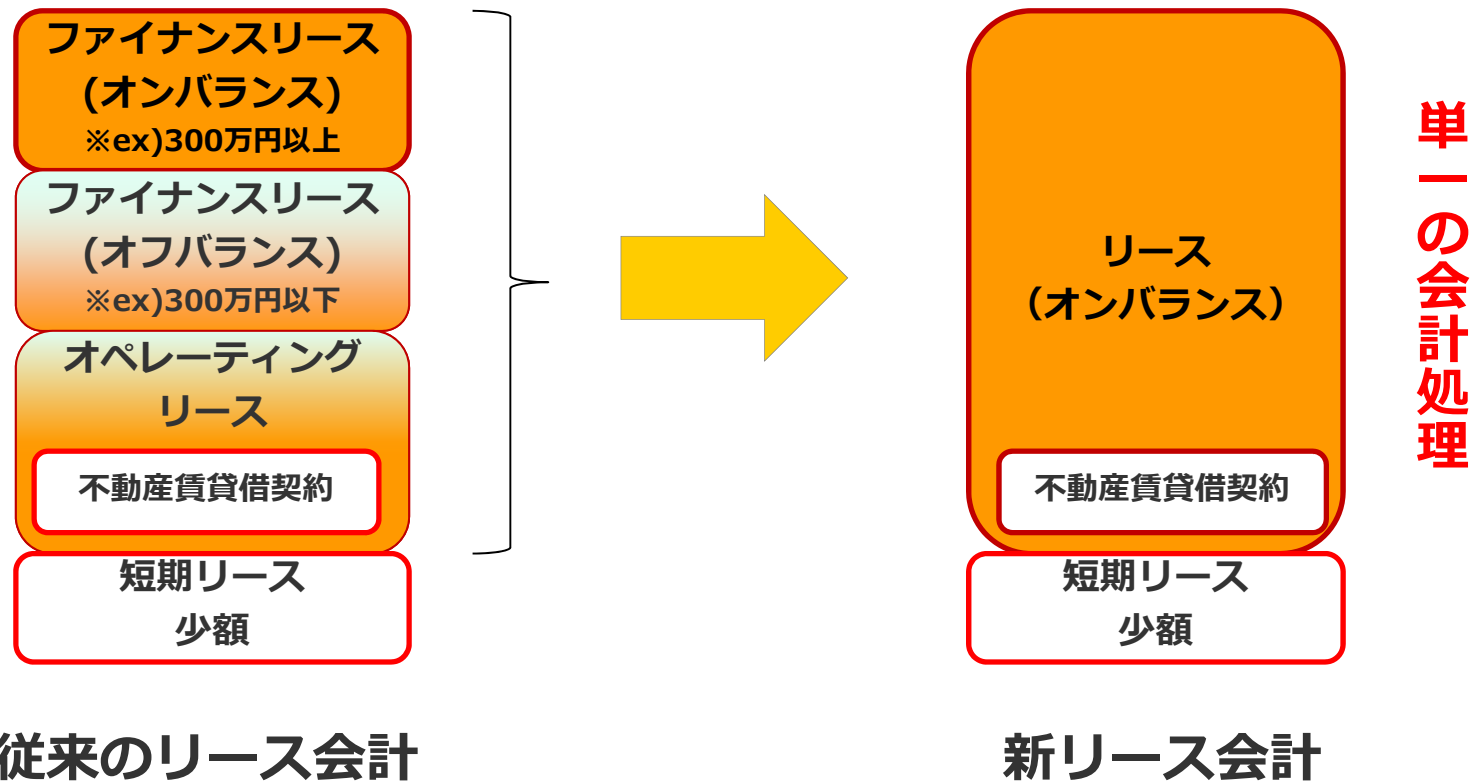 ファイナンスリース
(オンバランス)
※ex)300万円以上
ファイナンスリース
(オフバランス)
※ex)300万円以下
オペレーティング
リース
不動産賃貸借契約
短期リース
少額
従来のリース会計
リース
（オンバランス）
不動産賃貸借契約
短期リース
少額
新リース会計
単一の会計処理